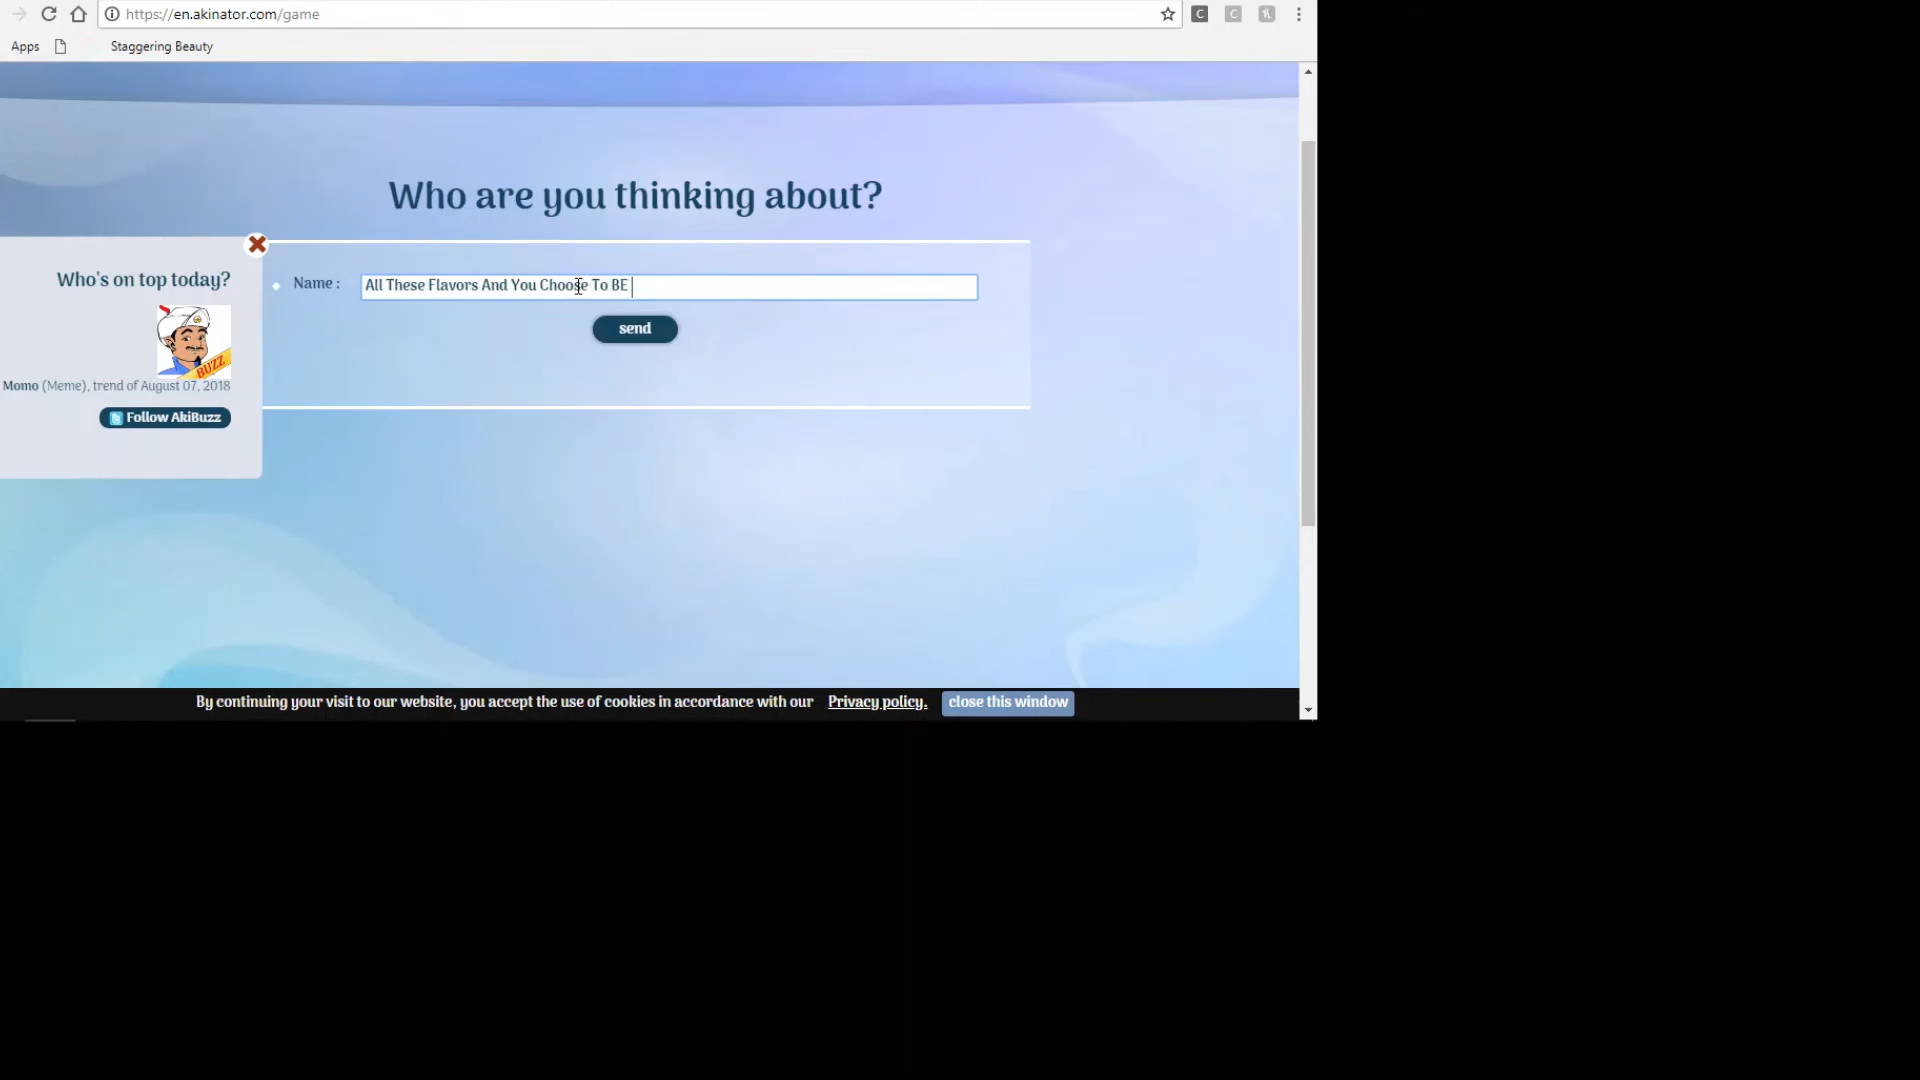 https://en.akinator.com/game
C
C
Apps
Staggering Beauty
Who are you thinking about?
Who's on top today?
BUZZ
Momo (Meme), trend of August 07, 2018
Follow AkiBuzz
Name :
All These Flavors And You Choose To BE
send
By continuing your visit to our website, you accept the use of cookies in accordance with our Privacy policy. close this window